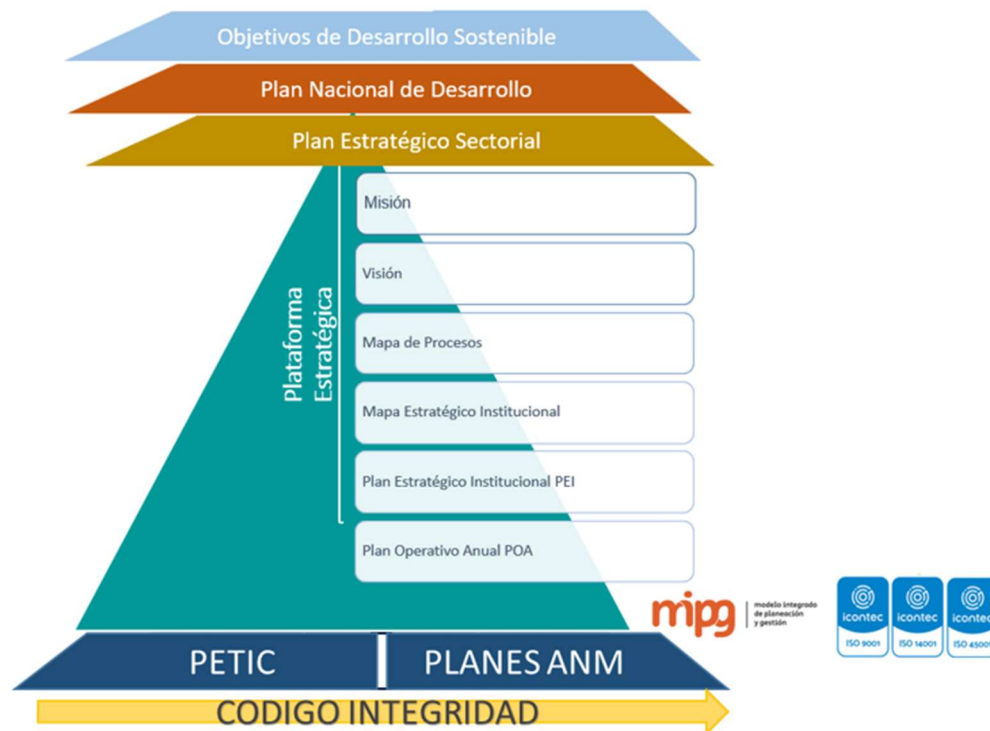 Objetivos de Desarrollo Sostenible
Plan Nacional de Desarrollo
Plan Estratégico Sectorial
Plataforma
Estratégica
Misión
Visión
Mapa de Procesos
Mapa Estratégico Institucional
Plan Estratégico Institucional PEI
Plan Operativo Anual POA
mipg
modelo integrado
de planeación
y gestión
icontec
ISO 9001
icontec
ISO 14001
icontec
ISO 45001
PETIC
PLANES ANM
CODIGO INTEGRIDAD